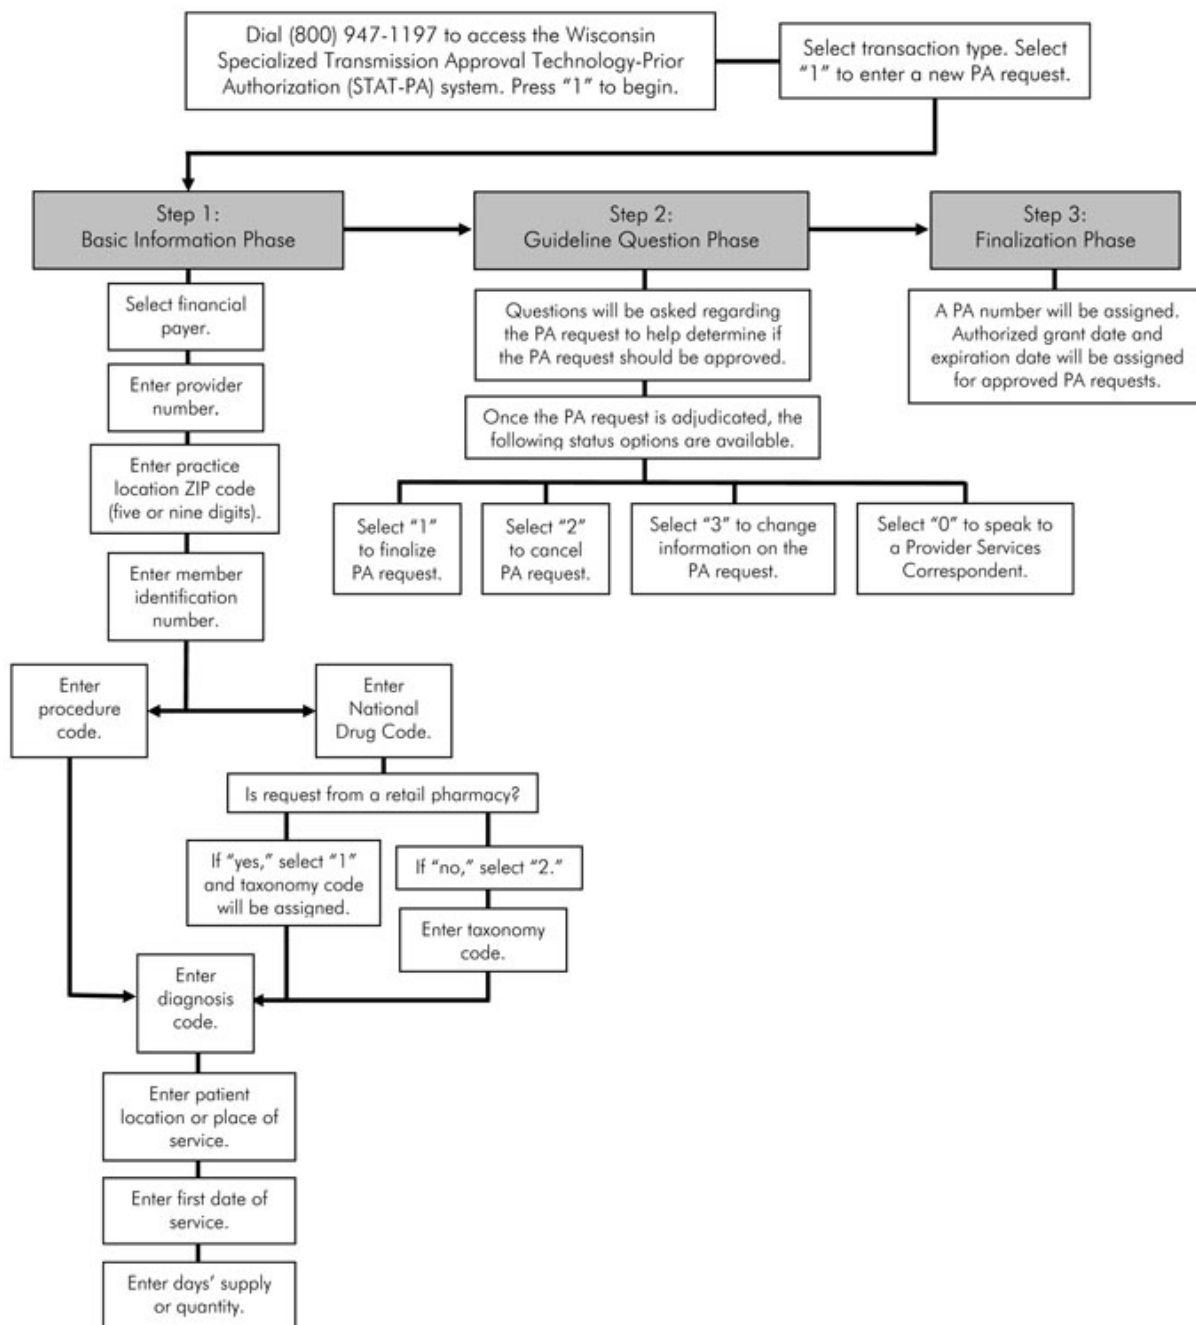 Dial (800) 947-1197 to access the Wisconsin
Specialized Transmission Approval Technology-Prior
Authorization (STAT-PA) system. Press “1” to begin.
Select transaction type. Select
“1” to enter a new PA request.
Step 1:
Basic Information Phase
Step 2:
Guideline Question Phase
Step 3:
Finalization Phase
Select financial
payer.
Enter provider
number.
Enter practice
location ZIP code
(five or nine digits).
Enter member
identification
number.
Questions will be asked regarding
the PA request to help determine if
the PA request should be approved.
Once the PA request is adjudicated, the
following status options are available.
Select “1”
to finalize
PA request.
Select “2”
to cancel
PA request.
Select “3” to change
information on the
PA request.
Select “0” to speak to
a Provider Services
Correspondent.
A PA number will be assigned.
Authorized grant date and
expiration date will be assigned
for approved PA requests.
Enter
procedure
code.
Enter
National
Drug Code.
Is request from a retail pharmacy?
If “yes,” select “1”
and taxonomy code
will be assigned.
If “no,” select “2.”
Enter taxonomy
code.
Enter
diagnosis
code.
Enter patient
location or place of
service.
Enter first date of
service.
Enter days’ supply
or quantity.